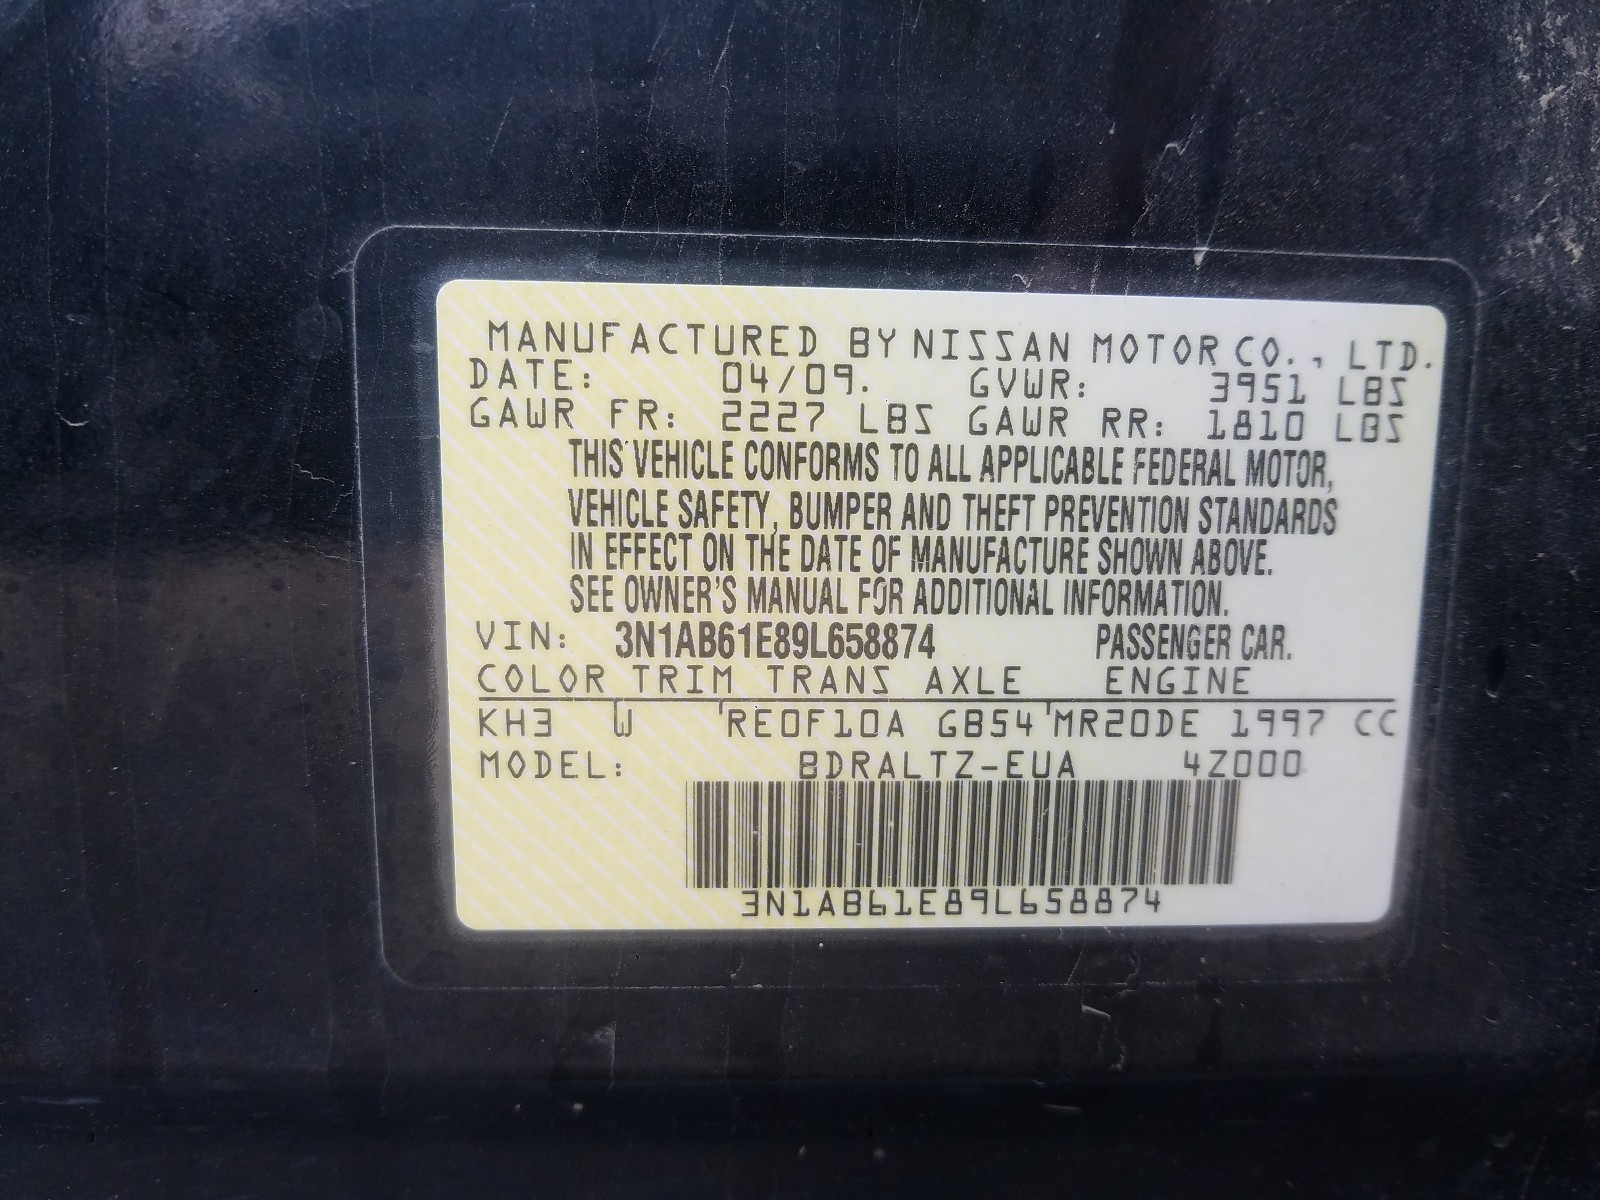 MANUFACTURED BY NISSAN MOTOR CO., LTD.
DATE: 04/09. GVWR: 3951 LBS
GAWR FR: 2227 LBS GAWR RR: 1810 LBS
THIS VEHICLE CONFORMS TO ALL APPLICABLE FEDERAL MOTOR,
VEHICLE SAFETY, BUMPER AND THEFT PREVENTION STANDARDS
IN EFFECT ON THE DATE OF MANUFACTURE SHOWN ABOVE.
SEE OWNER'S MANUAL FOR ADDITIONAL INFORMATION.
VIN: 3N1AB61E89L658874 PASSENGER CAR.
COLOR TRIM TRANS AXLE ENGINE
KH3 W RE0F10A GB54 MR20DE 1997 CC
MODEL: BDRALTZ-EUA 4Z000
3N1AB61E89L658874